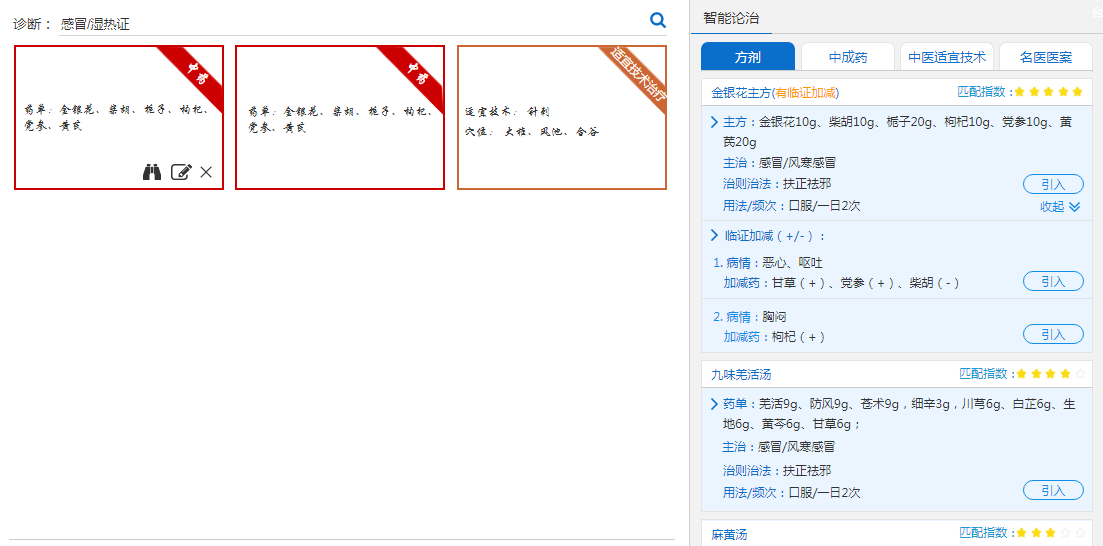 诊断： 感冒/湿热证
中药
药单：金银花、柴胡、栀子、枸杞、
党参、黄芪
中药
药单：金银花、柴胡、栀子、枸杞、
党参、黄芪
适宜技术治疗
适宜技术： 针刺
穴位： 大椎、风池、合谷
智能论治
方剂
中成药
中医适宜技术
名医医案
金银花主方(有临证加减)
匹配指数：
主方：金银花10g、柴胡10g、栀子20g、枸杞10g、党参10g、黄
芪20g
主治：感冒/风寒感冒
治则治法：扶正祛邪
引入
用法/频次：口服/一日2次
收起
临证加减（+/-）：
1. 病情：恶心、呕吐
加减药：甘草（+）、党参（+）、柴胡（-）
引入
2. 病情：胸闷
加减药：枸杞（+）
引入
九味羌活汤
匹配指数：
药单：羌活9g、防风9g、苍术9g，细辛3g，川芎6g、白芷6g、生
地6g、黄芩6g、甘草6g；
主治：感冒/风寒感冒
治则治法：扶正祛邪
用法/频次：口服/一日2次
引入
麻黄汤
匹配指数：